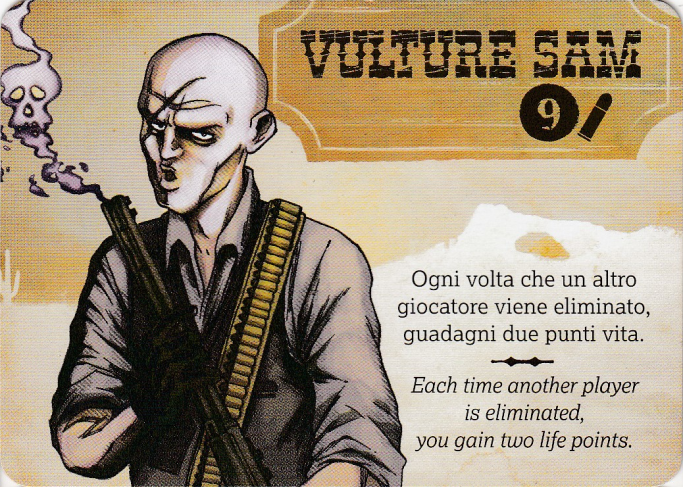 VULTURE SAM
9
Ogni volta che un altro
giocatore viene eliminato,
guadagni due punti vita.
Each time another player
is eliminated,
you gain two life points.